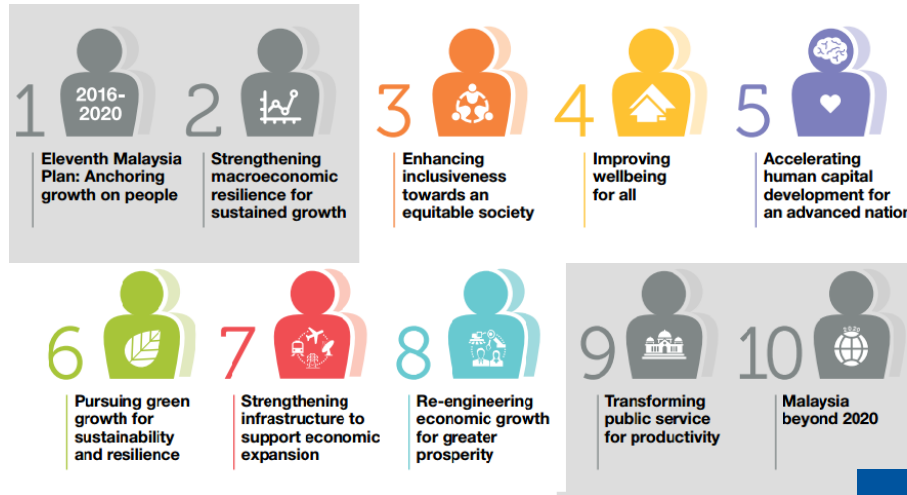 1
2016-
2020
Eleventh Malaysia
Plan: Anchoring
growth on people
2
Strengthening
macroeconomic
resilience for
sustained growth
3
Enhancing
inclusiveness
towards an
equitable society
4
Improving
wellbeing
for all
5
Accelerating
human capital
development for
an advanced nation
6
Pursuing green
growth for
sustainability
and resilience
7
Strengthening
infrastructure to
support economic
expansion
8
Re-engineering
economic growth
for greater
prosperity
9
Transforming
public service
for productivity
10
Malaysia
beyond 2020